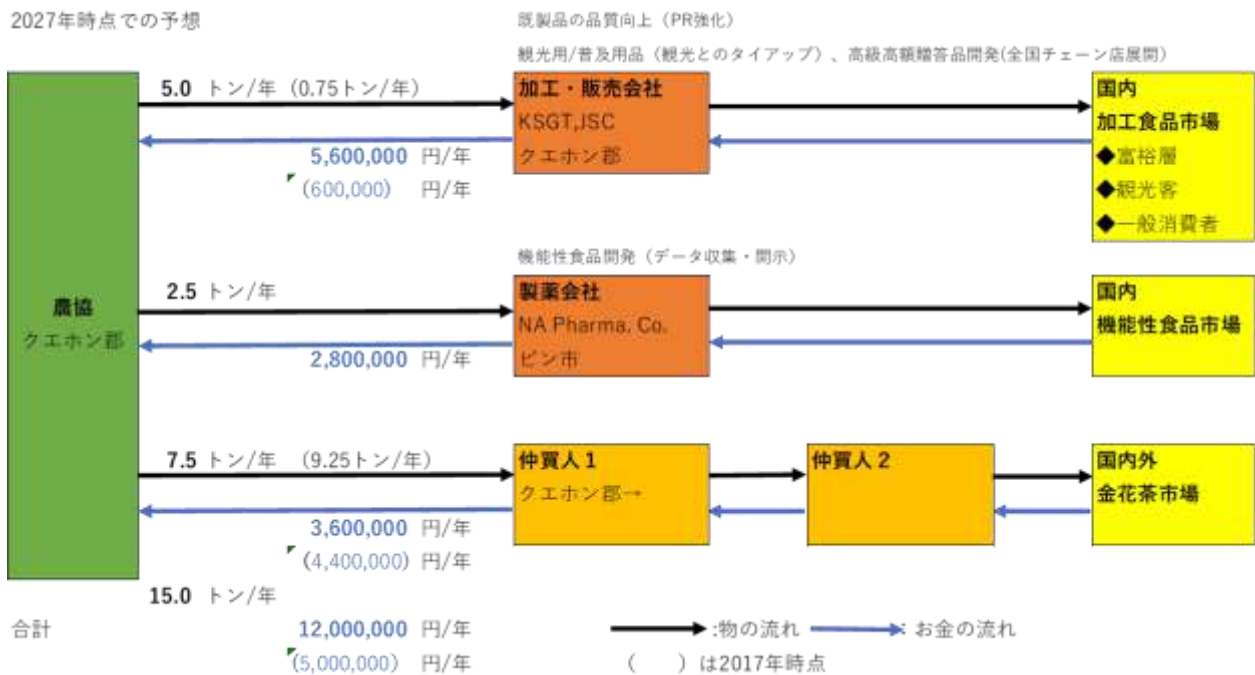 2027年時点での予想
既製品の品質向上（PR強化）
観光用/普及用品（観光とのタイアップ）、高級高額贈答品開発(全国チェーン店展開)
5.0 トン/年 (0.75トン/年)
5,600,000 円/年
(600,000) 円/年
加工・販売会社
KSGT,JSC
クエホン郡
国内
加工食品市場
◆富裕層
◆観光客
◆一般消費者
機能性食品開発（データ収集・開示）
農協
クエホン郡
2.5 トン/年
2,800,000 円/年
製薬会社
NA Pharma. Co.
ビン市
国内
機能性食品市場
7.5 トン/年 (9.25トン/年)
3,600,000 円/年
(4,400,000) 円/年
仲買人1
クエホン郡→
仲買人2
国内外
金花茶市場
15.0 トン/年
合計
12,000,000 円/年
(5,000,000) 円/年
:物の流れ : お金の流れ
( )は2017年時点